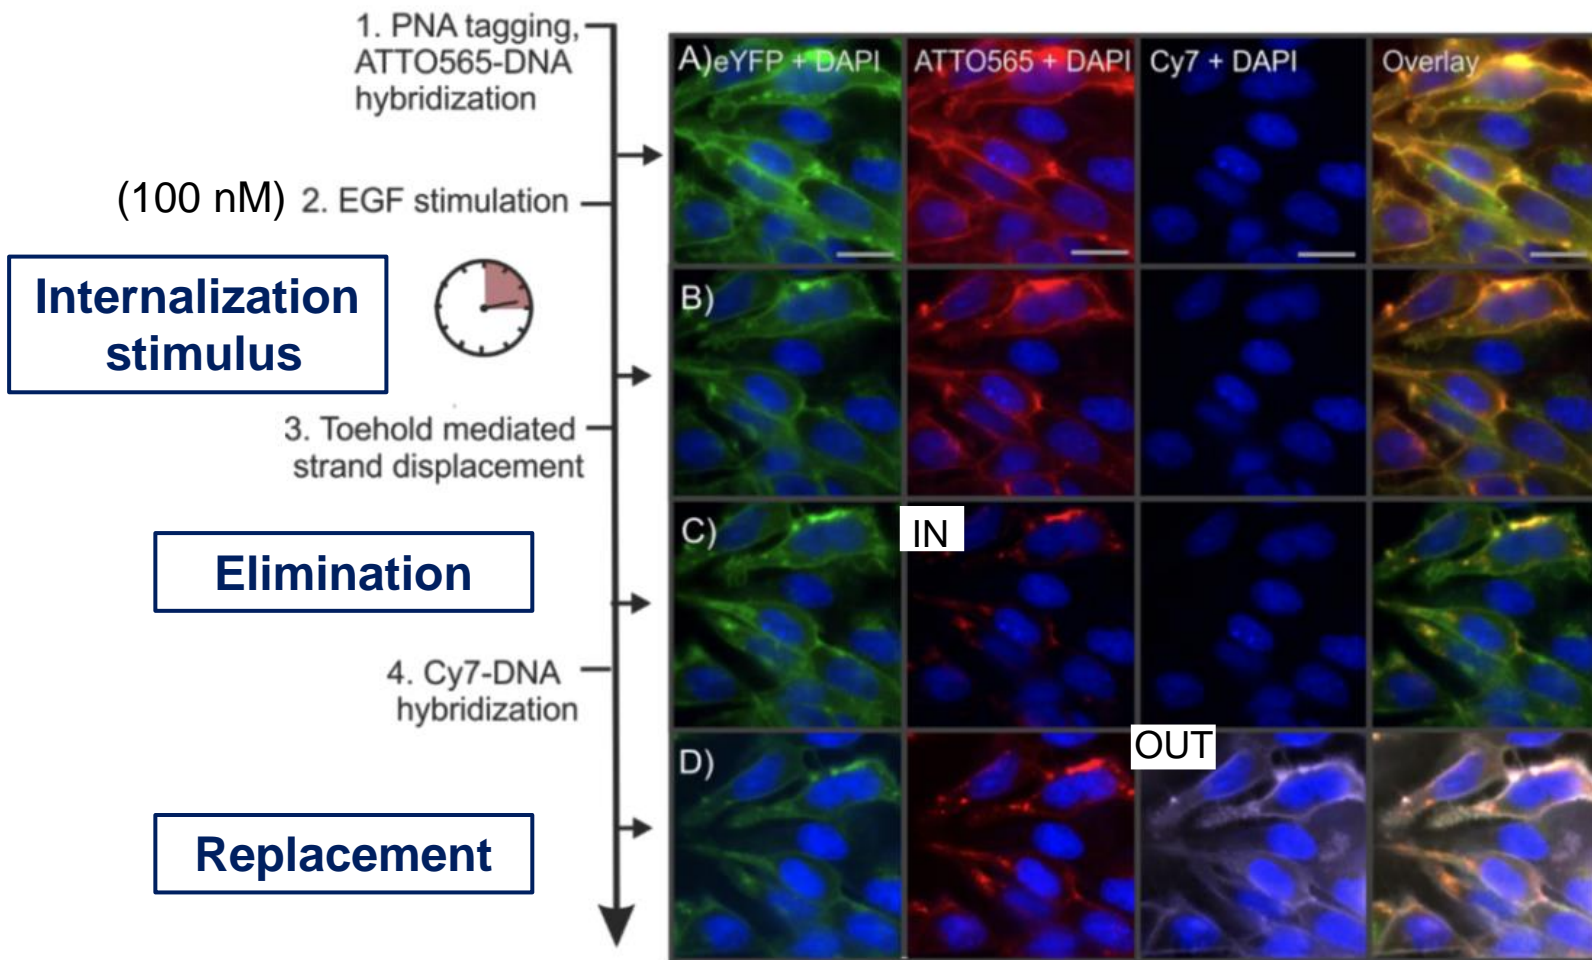 1. PNA tagging,
ATTO565-DNA
hybridization
(100 nM) 2. EGF stimulation
Internalization
stimulus
3. Toehold mediated
strand displacement
Elimination
4. Cy7-DNA
hybridization
Replacement
A) eYFP + DAPI
ATTO565 + DAPI
Cy7 + DAPI
Overlay
B)
C)
IN
D)
OUT